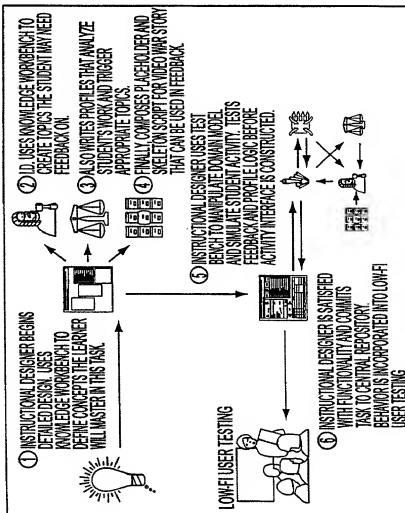 ① INSTRUCTIONAL DESIGNER BEGINS
DETAILED DESIGN. USES
KNOWLEDGE WORKBENCH TO
DEFINE CONCEPTS THE LEARNER
WILL MASTER IN THIS TASK.
② I.D. USES KNOWLEDGE WORKBENCH TO
CREATE TOPICS THE STUDENT MAY NEED
FEEDBACK ON.
③ ALSO WRITES PROFILES THAT ANALYZE
STUDENT'S WORK AND TRIGGER
APPROPRIATE TOPICS.
④ FINALLY, COMPOSES PLACEHOLDER AND
SKELETON SCRIPT FOR VIDEO WAR STORY
THAT CAN BE USED IN FEEDBACK.
⑤ INSTRUCTIONAL DESIGNER USES TEST
BENCH TO MANIPULATE DOMAIN MODEL
AND SIMULATE STUDENT ACTIVITY. TESTS
FEEDBACK AND PROFILE LOGIC BEFORE
ACTIVITY INTERFACE IS CONSTRUCTED.
LOW-FI USER TESTING
⑥ INSTRUCTIONAL DESIGNER IS SATISFIED
WITH FUNCTIONALITY AND COMMITS
TASK TO CENTRAL REPOSITORY.
BEHAVIOR IS INCORPORATED INTO LOW-FI
USER TESTING